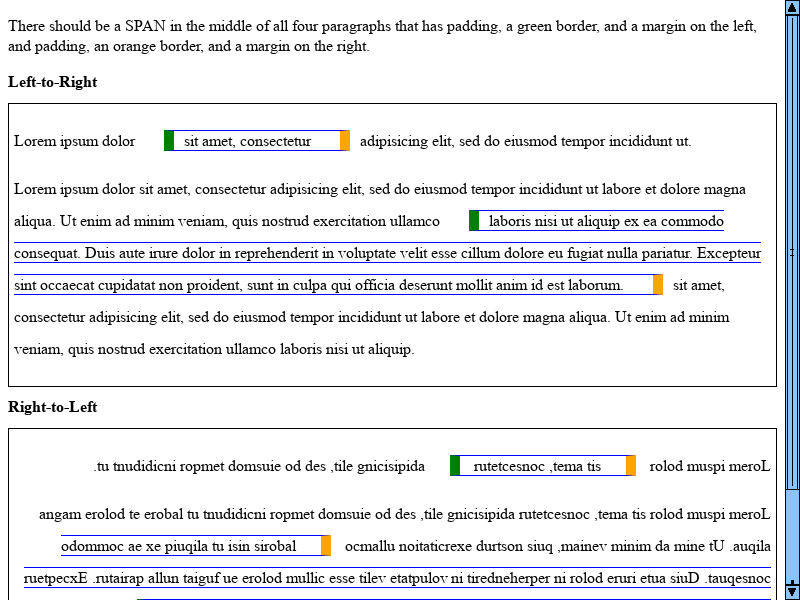 There should be a SPAN in the middle of all four paragraphs that has padding, a green border, and a margin on the left,
and padding, an orange border, and a margin on the right.
Left-to-Right
Lorem ipsum dolor sit amet, consectetur adipisicing elit, sed do eiusmod tempor incididunt ut.
Lorem ipsum dolor sit amet, consectetur adipisicing elit, sed do eiusmod tempor incididunt ut labore et dolore magna
aliqua. Ut enim ad minim veniam, quis nostrud exercitation ullamco laboris nisi ut aliquip ex ea commodo
consequat. Duis aute irure dolor in reprehenderit in voluptate velit esse cillum dolore eu fugiat nulla pariatur. Excepteur
sint occaecat cupidatat non proident, sunt in culpa qui officia deserunt mollit anim id est laborum. sit amet,
consectetur adipisicing elit, sed do eiusmod tempor incididunt ut labore et dolore magna aliqua. Ut enim ad minim
veniam, quis nostrud exercitation ullamco laboris nisi ut aliquip.
Right-to-Left
.tu tnudidicni ropmet domsuie od des ,tile gnicisipida rutetcesnoc ,tema tis rolod muspi meroL
angam erolod te erobal tu tnudidicni ropmet domsuie od des ,tile gnicisipida rutetcesnoc ,tema tis rolod muspi meroL
odommoc ae xe piuqila tu isin sirobal ocmallu noitaticrexe durtson siuq ,mainev minim da mine tU .auqila
ruetpecxE .rutairap allun taiguf ue erolod mullic esse tilev etatpulov ni tiredneherper ni rolod eruri etua siuD .tauqesnoc